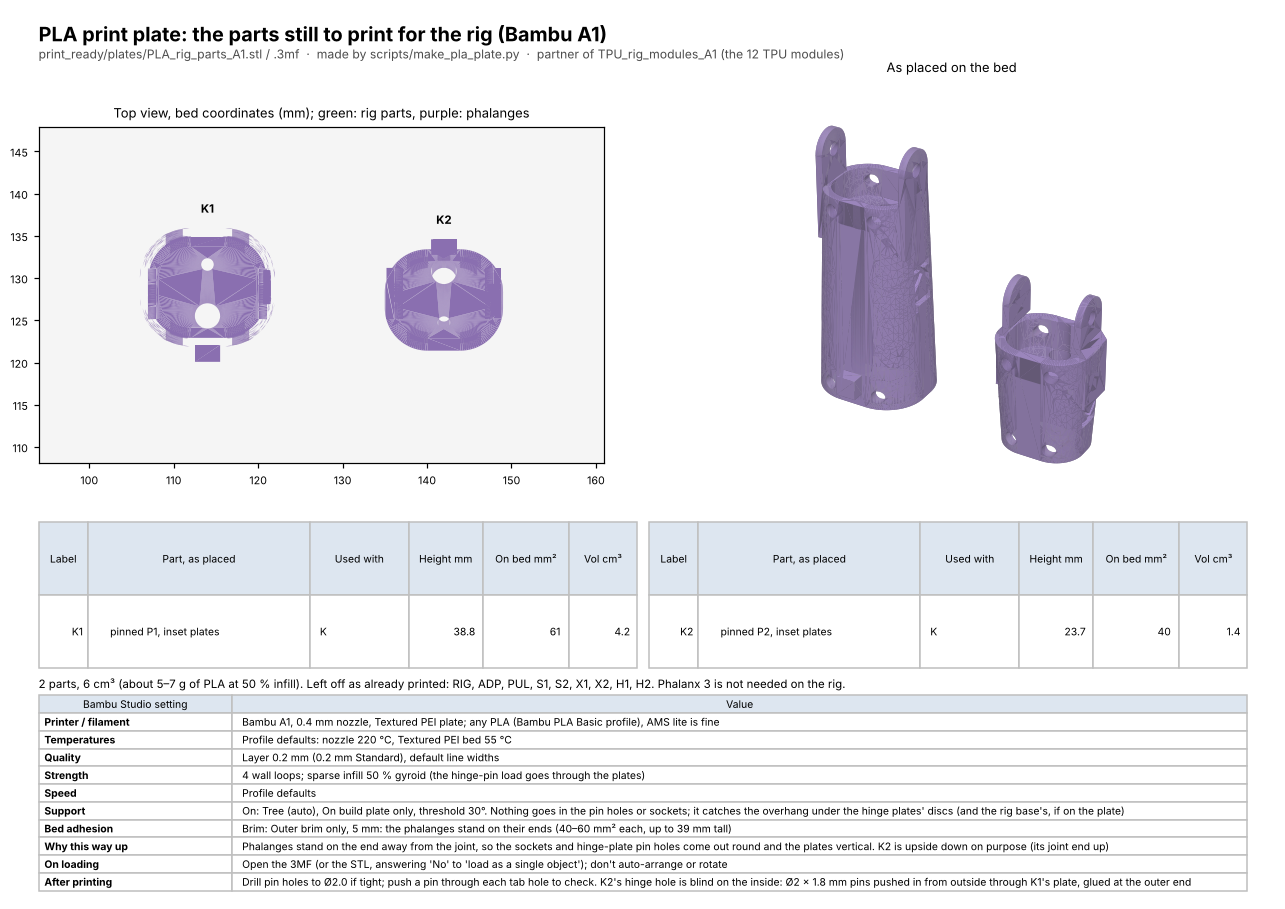 PLA print plate: the parts still to print for the rig (Bambu A1)
print_ready/plates/PLA_rig_parts_A1.stl / .3mf · made by scripts/make_pla_plate.py · partner of TPU_rig_modules_A1 (the 12 TPU modules)
As placed on the bed
Top view, bed coordinates (mm); green: rig parts, purple: phalanges
145
140
135
130
125
120
115
110
K1
K2
100 110 120 130 140 150 160
Label Part, as placed Used with Height mm On bed mm² Vol cm³
K1 pinned P1, inset plates K 38.8 61 4.2
Label Part, as placed Used with Height mm On bed mm² Vol cm³
K2 pinned P2, inset plates K 23.7 40 1.4
2 parts, 6 cm³ (about 5–7 g of PLA at 50 % infill). Left off as already printed: RIG, ADP, PUL, S1, S2, X1, X2, H1, H2. Phalanx 3 is not needed on the rig.
Bambu Studio setting Value
Printer / filament Bambu A1, 0.4 mm nozzle, Textured PEI plate; any PLA (Bambu PLA Basic profile), AMS lite is fine
Temperatures Profile defaults: nozzle 220 °C, Textured PEI bed 55 °C
Quality Layer 0.2 mm (0.2 mm Standard), default line widths
Strength 4 wall loops; sparse infill 50 % gyroid (the hinge-pin load goes through the plates)
Speed Profile defaults
Support On: Tree (auto), On build plate only, threshold 30°. Nothing goes in the pin holes or sockets; it catches the overhang under the hinge plates' discs (and the rig base's, if on the plate)
Bed adhesion Brim: Outer brim only, 5 mm: the phalanges stand on their ends (40–60 mm² each, up to 39 mm tall)
Why this way up Phalanges stand on the end away from the joint, so the sockets and hinge-plate pin holes come out round and the plates vertical. K2 is upside down on purpose (its joint end up)
On loading Open the 3MF (or the STL, answering 'No' to 'load as a single object'); don't auto-arrange or rotate
After printing Drill pin holes to Ø2.0 if tight; push a pin through each tab hole to check. K2's hinge hole is blind on the inside: Ø2 × 1.8 mm pins pushed in from outside through K1's plate, glued at the outer end